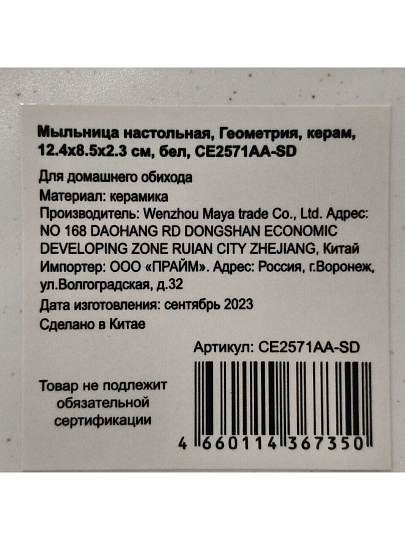 Мыльница настольная, Геометрия, керам,
12.4x8.5x2.3 см, бел, CE2571AA-SD
Для домашнего обихода
Материал: керамика
Производитель: Wenzhou Maya trade Co., Ltd. Адрес:
NO 168 DAOHANG RD DONGSHAN ECONOMIC
DEVELOPING ZONE RUIAN CITY ZHEJIANG, Китай
Импортер: ООО «ПРАЙМ». Адрес: Россия, г.Воронеж,
ул.Волгоградская, д.32
Дата изготовления: сентябрь 2023
Сделано в Китае
Артикул: CE2571AA-SD
Товар не подлежит
обязательной
сертификации
4 660114 367350